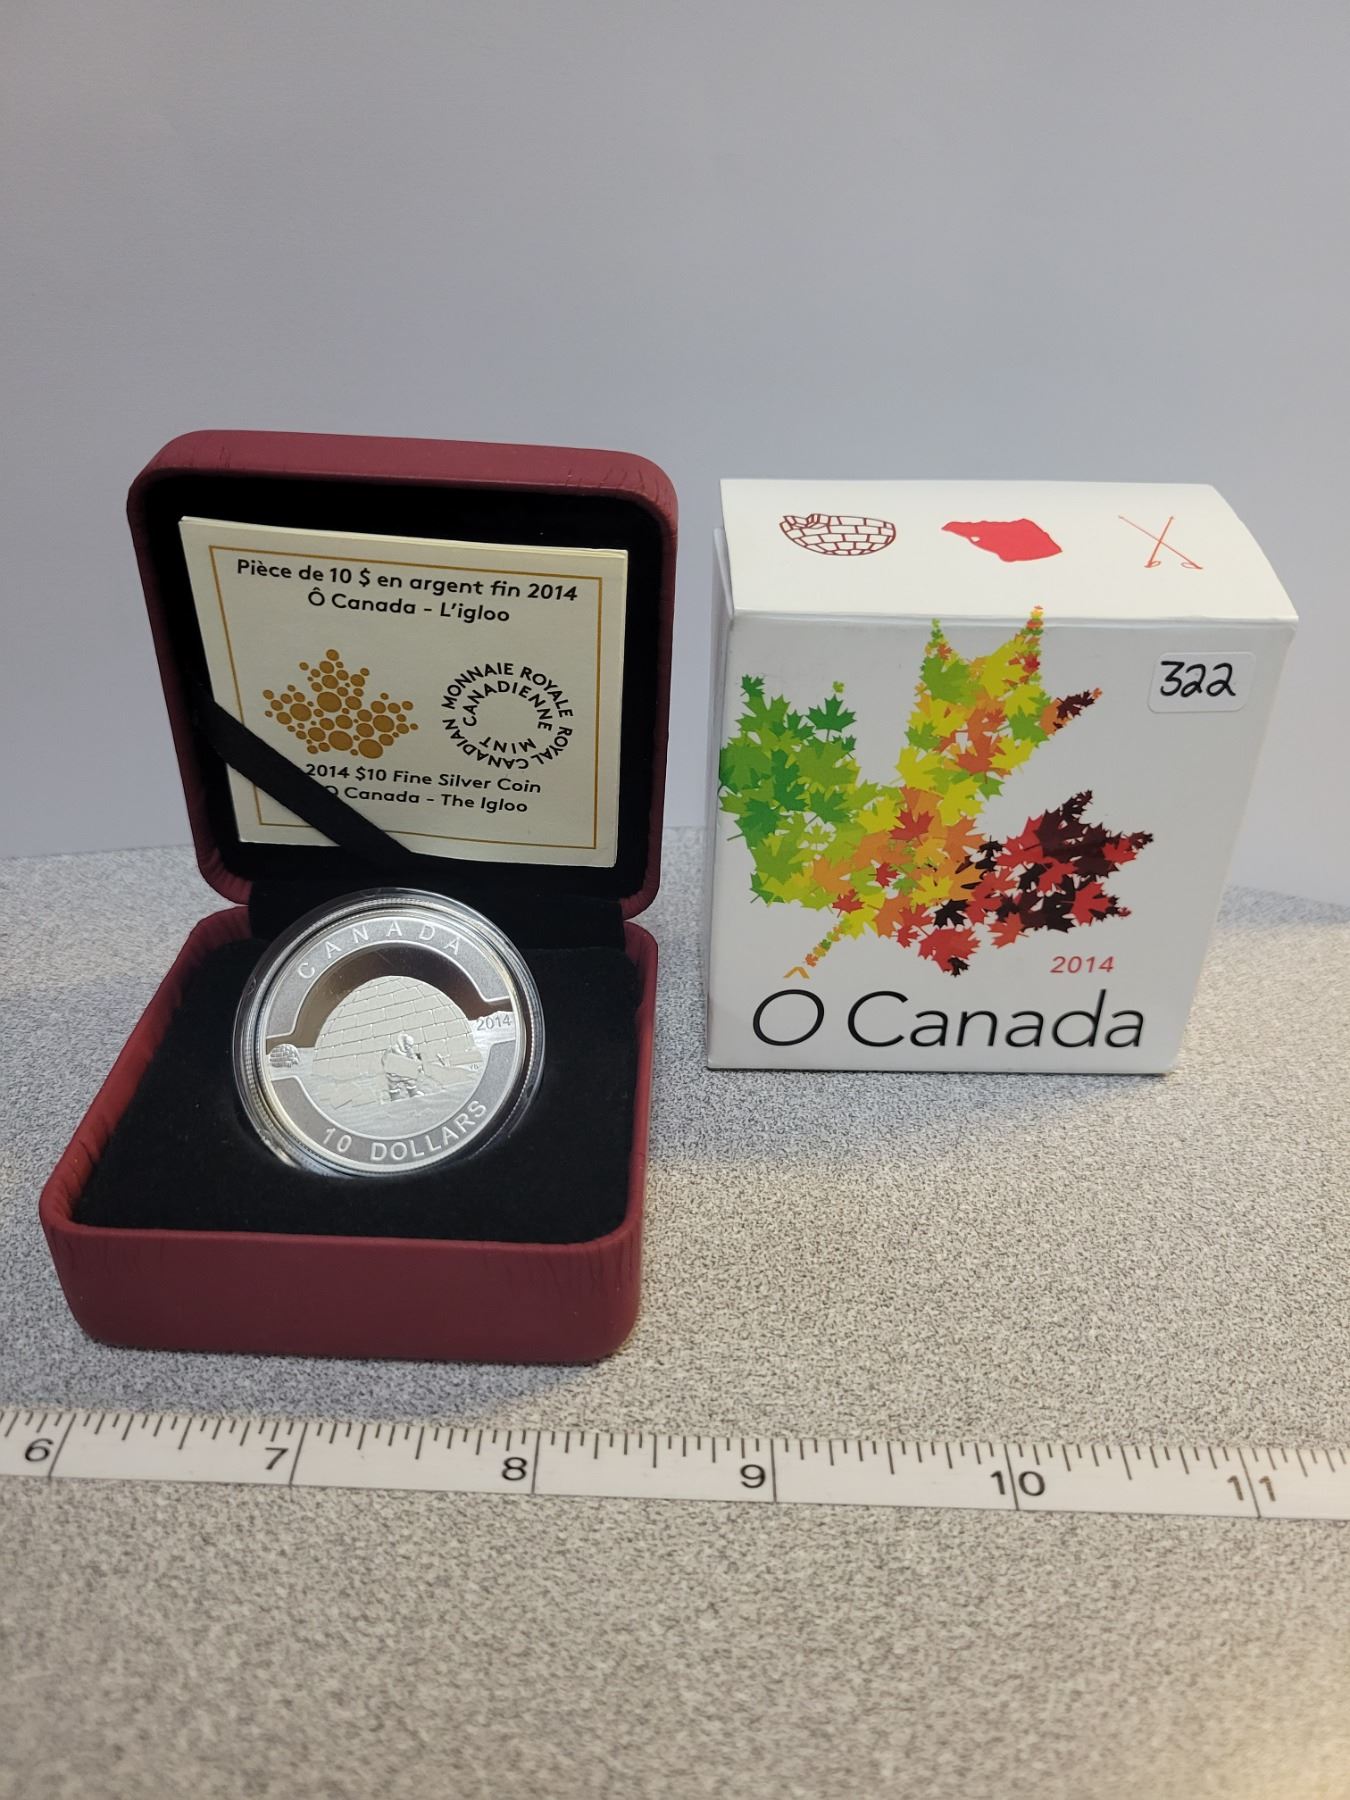 Pièce de 10 $ en argent fin 2014
Ô Canada - L'igloo
MONNAIE ROYALE CANADIENNE
ROYAL CANADIAN MINT
2014 $10 Fine Silver Coin
O Canada - The Igloo
CANADA
2014
10 DOLLARS
322
2014
Ô Canada
6 7 8 9 10 11